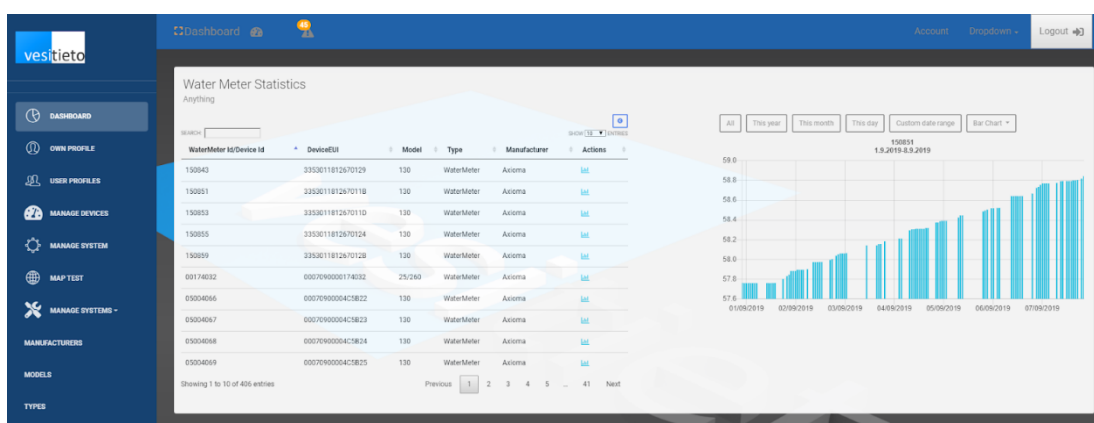 vesitieto
Dashboard
45
Account Dropdown Logout
DASHBOARD
OWN PROFILE
USER PROFILES
MANAGE DEVICES
MANAGE SYSTEM
MAP TEST
MANAGE SYSTEMS
MANUFACTURERS
MODELS
TYPES
Water Meter Statistics
Anything
SEARCH: SHOW 10 ENTRIES
WaterMeter Id/Device Id DeviceEUI Model Type Manufacturer Actions
150843 3353011812670129 130 WaterMeter Axioma
150851 335301181267011B 130 WaterMeter Axioma
150853 335301181267011D 130 WaterMeter Axioma
150855 3353011812670124 130 WaterMeter Axioma
150859 335301181267012B 130 WaterMeter Axioma
00174032 0007090000174032 25/260 WaterMeter Axioma
05004066 00070900004C5B22 130 WaterMeter Axioma
05004067 00070900004C5B23 130 WaterMeter Axioma
05004068 00070900004C5B24 130 WaterMeter Axioma
05004069 00070900004C5B25 130 WaterMeter Axioma
Showing 1 to 10 of 406 entries Previous 1 2 3 4 5 ... 41 Next
All This year This month This day Custom date range Bar Chart
150851
1.9.2019-8.9.2019
59.0
58.8
58.6
58.4
58.2
58.0
57.8
57.6
01/09/2019 02/09/2019 03/09/2019 04/09/2019 05/09/2019 06/09/2019 07/09/2019